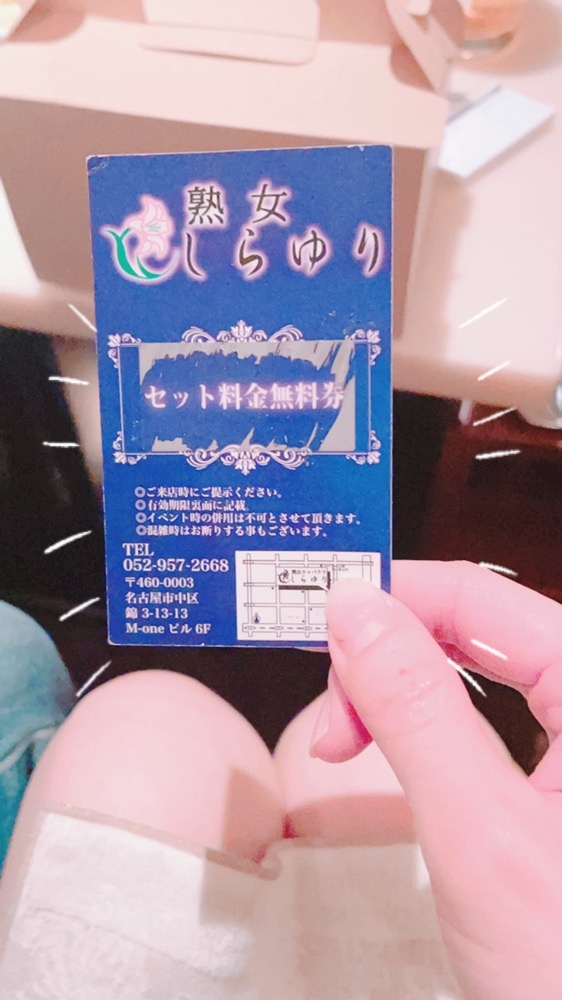 熟女
しらゆり
セット料金無料券
◎ご来店時にご提示ください。
◎有効期限裏面に記載。
◎イベント時の併用は不可とさせて頂きます。
◎混雑時はお断りする事もございます。
TEL
052-957-2668
〒460-0003
名古屋市中区
錦 3-13-13
M-one ビル 6F
しらゆり